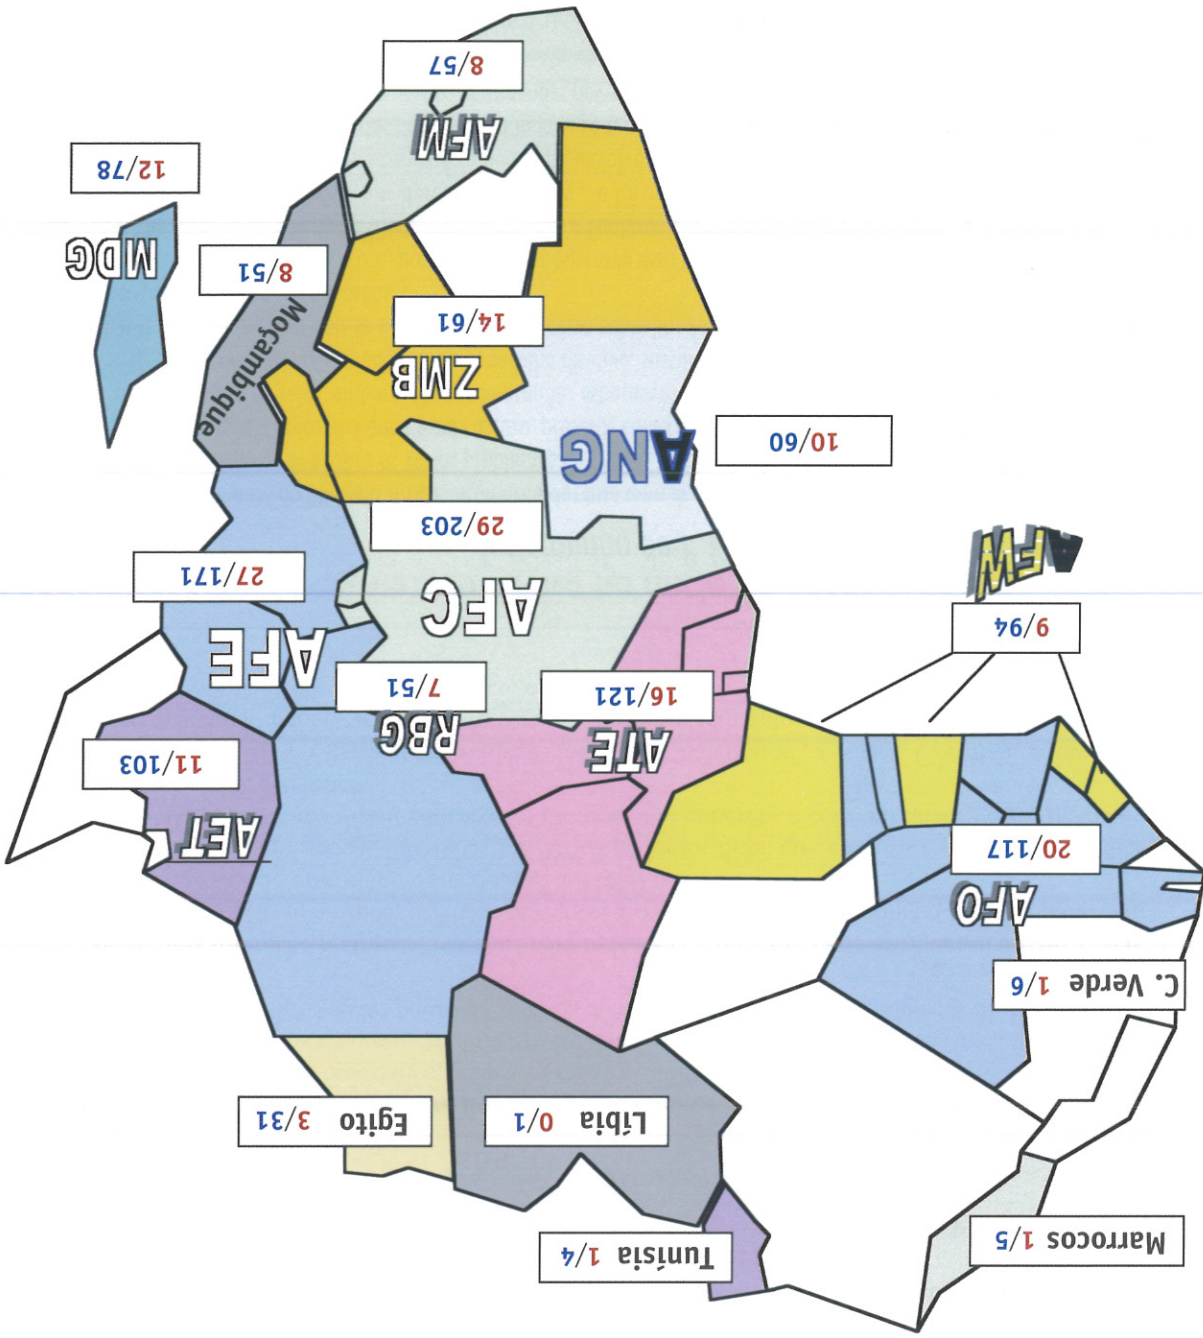 Marrocos 1/5
Tunísia 1/4
Líbia 0/1
Egito 3/31
C. Verde 1/6
AFO
20/117
AET
11/103
ATE
16/121
RBG
7/51
9/94
AFW
AFE
27/171
AFC
29/203
10/60
ANG
ZMB
14/61
Moçambique
8/51
MDG
12/78
AFM
8/57